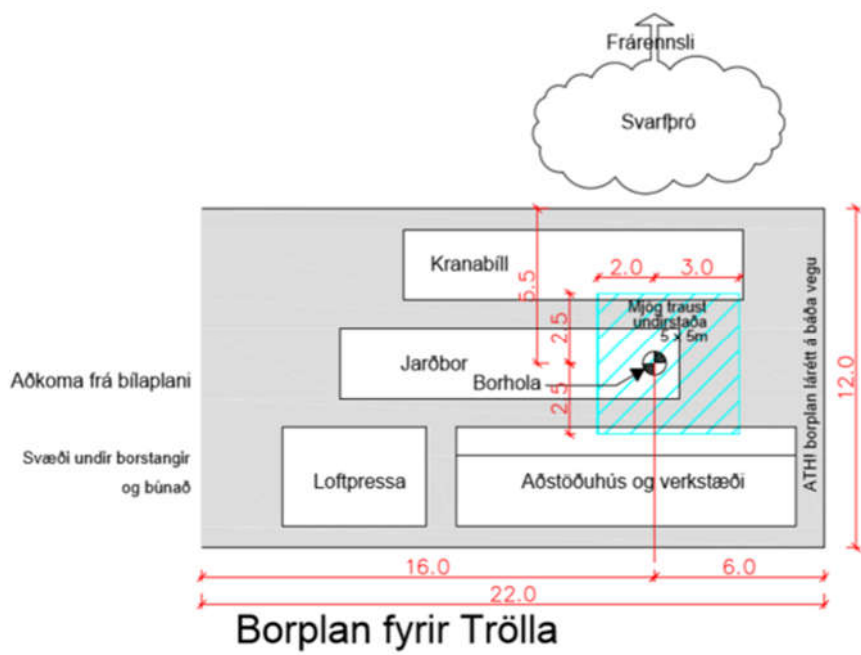 Frárennsli
Svarfþró
Kranabíll
2.0
3.0
5.5
2.5
Mjög traust
undirstaða
5 x 5m
Jarðbor
Borhola
2.5
Aðkoma frá bílaplani
Svæði undir borstangir
og búnað
Loftpressa
Aðstöðuhús og verkstæði
ATH! borplan lárétt á báða vegu
12.0
16.0
6.0
22.0
Borplan fyrir Trölla